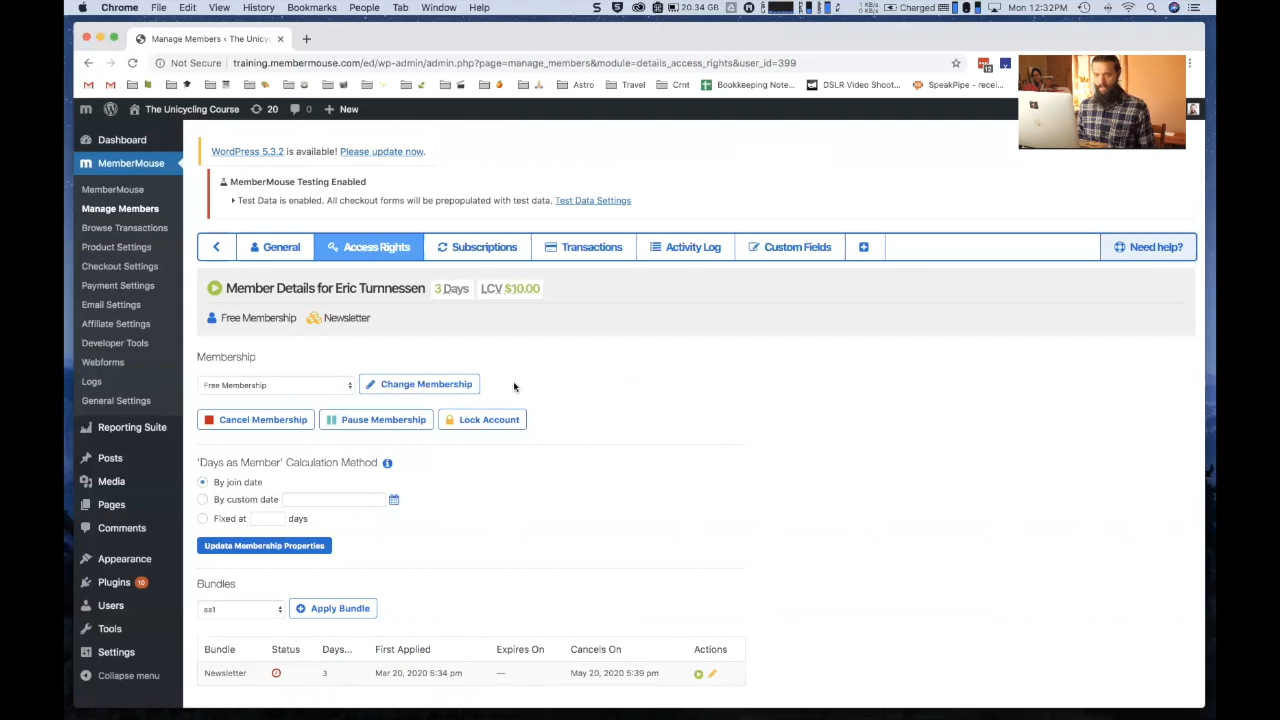 Chrome File Edit View History Bookmarks People Tab Window Help 20.34 GB Charged Mon 12:32PM
Manage Members ‹ The Unicyc
Not Secure training.membermouse.com/ed/wp-admin/admin.php?page=manage_members&module=details_access_rights&user_id=399
Astro Travel Crnt Bookkeeping Note... DSLR Video Shoot... SpeakPipe - recei...
The Unicycling Course 20 0 New
Dashboard
MemberMouse
MemberMouse
Manage Members
Browse Transactions
Product Settings
Checkout Settings
Payment Settings
Email Settings
Affiliate Settings
Developer Tools
Webforms
Logs
General Settings
Reporting Suite
Posts
Media
Pages
Comments
Appearance
Plugins 10
Users
Tools
Settings
Collapse menu
WordPress 5.3.2 is available! Please update now.
MemberMouse Testing Enabled
Test Data is enabled. All checkout forms will be prepopulated with test data. Test Data Settings
General Access Rights Subscriptions Transactions Activity Log Custom Fields Need help?
Member Details for Eric Turnnessen 3 Days LCV $10.00
Free Membership Newsletter
Membership
Free Membership Change Membership
Cancel Membership Pause Membership Lock Account
'Days as Member' Calculation Method
By join date
By custom date
Fixed at days
Update Membership Properties
Bundles
aa1 Apply Bundle
Bundle Status Days... First Applied Expires On Cancels On Actions
Newsletter 3 Mar 20, 2020 5:34 pm — May 20, 2020 5:39 pm